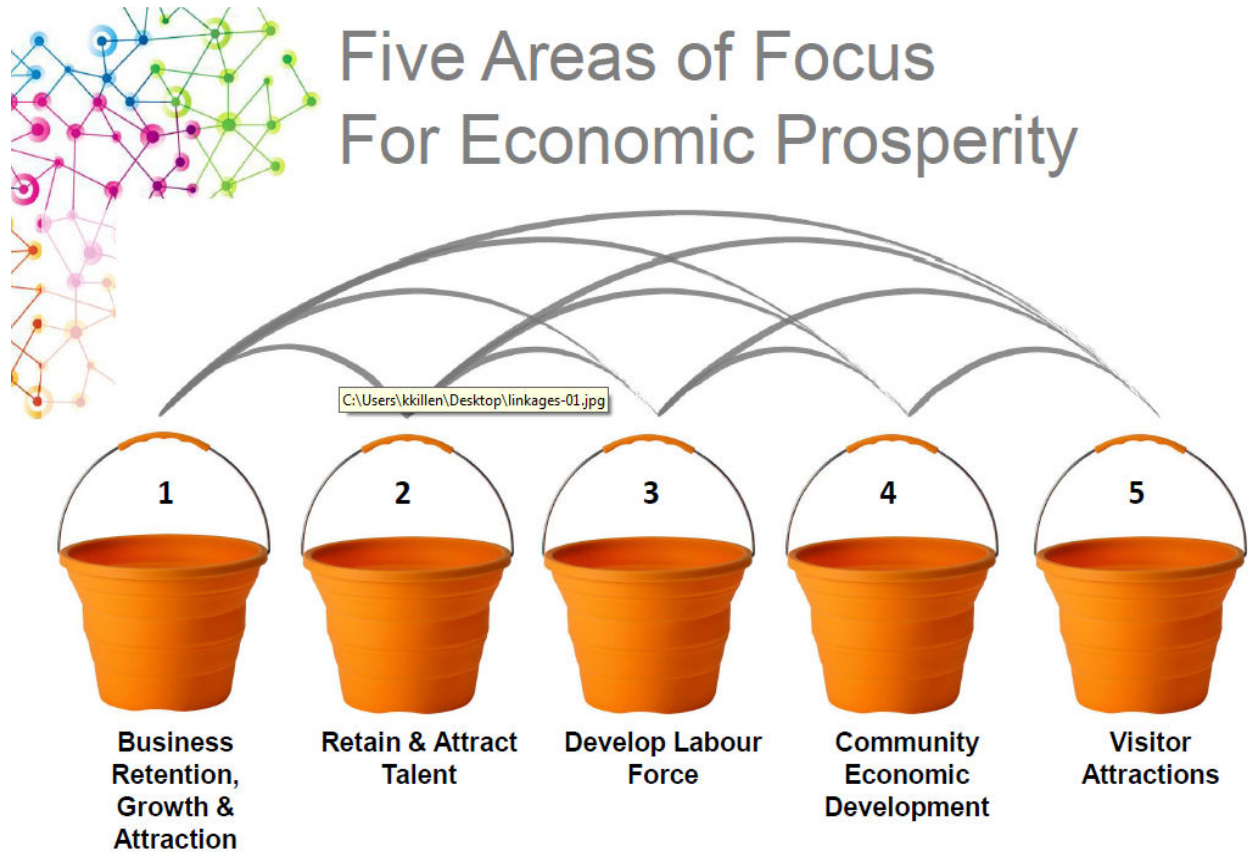 Five Areas of Focus
For Economic Prosperity
C:\Users\kkillen\Desktop\linkages-01.jpg
1
2
3
4
5
Business
Retention,
Growth &
Attraction
Retain & Attract
Talent
Develop Labour
Force
Community
Economic
Development
Visitor
Attractions